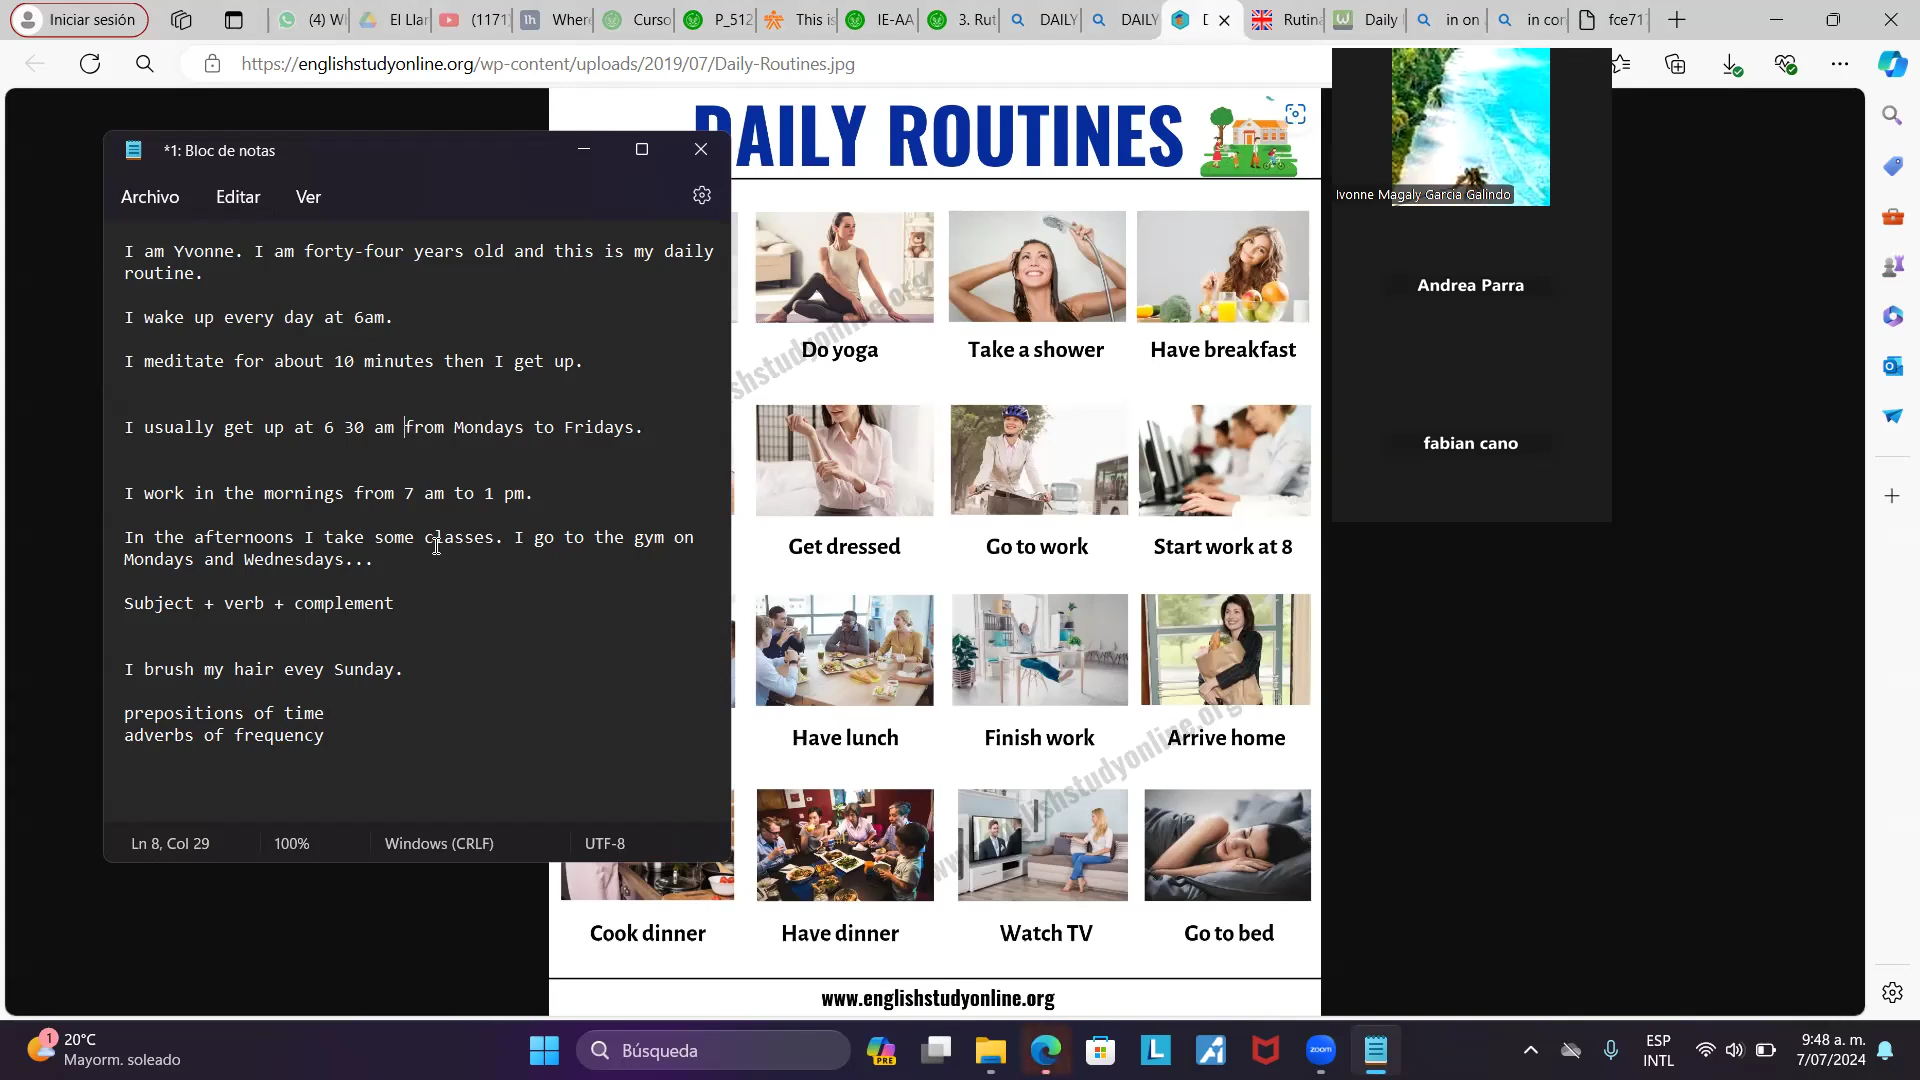 Iniciar sesión
(4) W
El Llar
(1171
Where
Curso
P_512
This is
IE-AA
3. Rut
DAILY
DAILY
Rutina
Daily
in on
in con
fce71
https://englishstudyonline.org/wp-content/uploads/2019/07/Daily-Routines.jpg
DAILY ROUTINES
*1: Bloc de notas
Archivo Editar Ver
I am Yvonne. I am forty-four years old and this is my daily
routine.
I wake up every day at 6am.
I meditate for about 10 minutes then I get up.
I usually get up at 6 30 am from Mondays to Fridays.
I work in the mornings from 7 am to 1 pm.
In the afternoons I take some classes. I go to the gym on
Mondays and Wednesdays...
Subject + verb + complement
I brush my hair evey Sunday.
prepositions of time
adverbs of frequency
Ln 8, Col 29 100% Windows (CRLF) UTF-8
Do yoga Take a shower Have breakfast
Get dressed Go to work Start work at 8
Have lunch Finish work Arrive home
Cook dinner Have dinner Watch TV Go to bed
www.englishstudyonline.org
Ivonne Magaly Garcia Galindo
Andrea Parra
fabian cano
1
20°C
Mayorm. soleado
Búsqueda
PRE
zoom
ESP
INTL
9:48 a. m.
7/07/2024